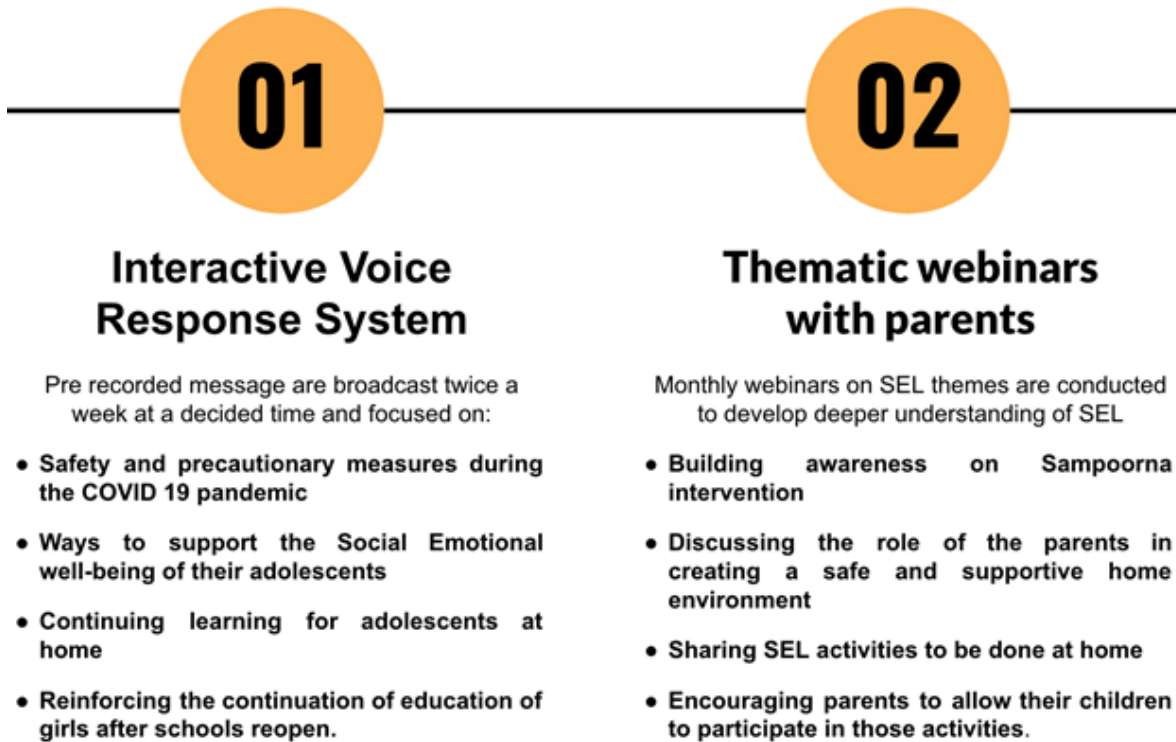 01
Interactive Voice
Response System
Pre recorded message are broadcast twice a
week at a decided time and focused on:
● Safety and precautionary measures during
the COVID 19 pandemic
● Ways to support the Social Emotional
well-being of their adolescents
● Continuing learning for adolescents at
home
● Reinforcing the continuation of education of
girls after schools reopen.
02
Thematic webinars
with parents
Monthly webinars on SEL themes are conducted
to develop deeper understanding of SEL
● Building awareness on Sampoorna
intervention
● Discussing the role of the parents in
creating a safe and supportive home
environment
● Sharing SEL activities to be done at home
● Encouraging parents to allow their children
to participate in those activities.